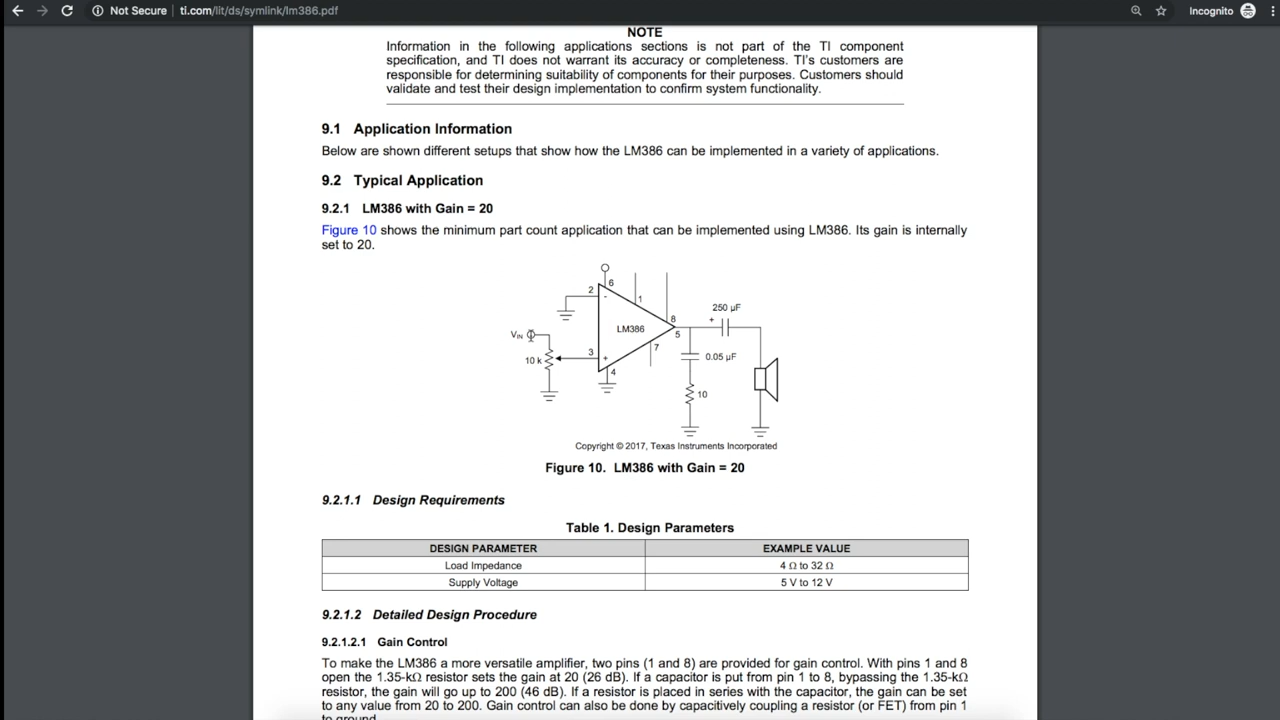 Not Secure | ti.com/lit/ds/symlink/lm386.pdf
Incognito
NOTE
Information in the following applications sections is not part of the TI component
specification, and TI does not warrant its accuracy or completeness. TI's customers are
responsible for determining suitability of components for their purposes. Customers should
validate and test their design implementation to confirm system functionality.
9.1 Application Information
Below are shown different setups that show how the LM386 can be implemented in a variety of applications.
9.2 Typical Application
9.2.1 LM386 with Gain = 20
Figure 10 shows the minimum part count application that can be implemented using LM386. Its gain is internally
set to 20.
6
2
-
1
250 µF
8
+
VIN
LM386
5
7
3
0.05 µF
10 k
+
4
10
Copyright © 2017, Texas Instruments Incorporated
Figure 10. LM386 with Gain = 20
9.2.1.1 Design Requirements
Table 1. Design Parameters
DESIGN PARAMETER EXAMPLE VALUE
Load Impedance 4 Ω to 32 Ω
Supply Voltage 5 V to 12 V
9.2.1.2 Detailed Design Procedure
9.2.1.2.1 Gain Control
To make the LM386 a more versatile amplifier, two pins (1 and 8) are provided for gain control. With pins 1 and 8
open the 1.35-kΩ resistor sets the gain at 20 (26 dB). If a capacitor is put from pin 1 to 8, bypassing the 1.35-kΩ
resistor, the gain will go up to 200 (46 dB). If a resistor is placed in series with the capacitor, the gain can be set
to any value from 20 to 200. Gain control can also be done by capacitively coupling a resistor (or FET) from pin 1
to ground